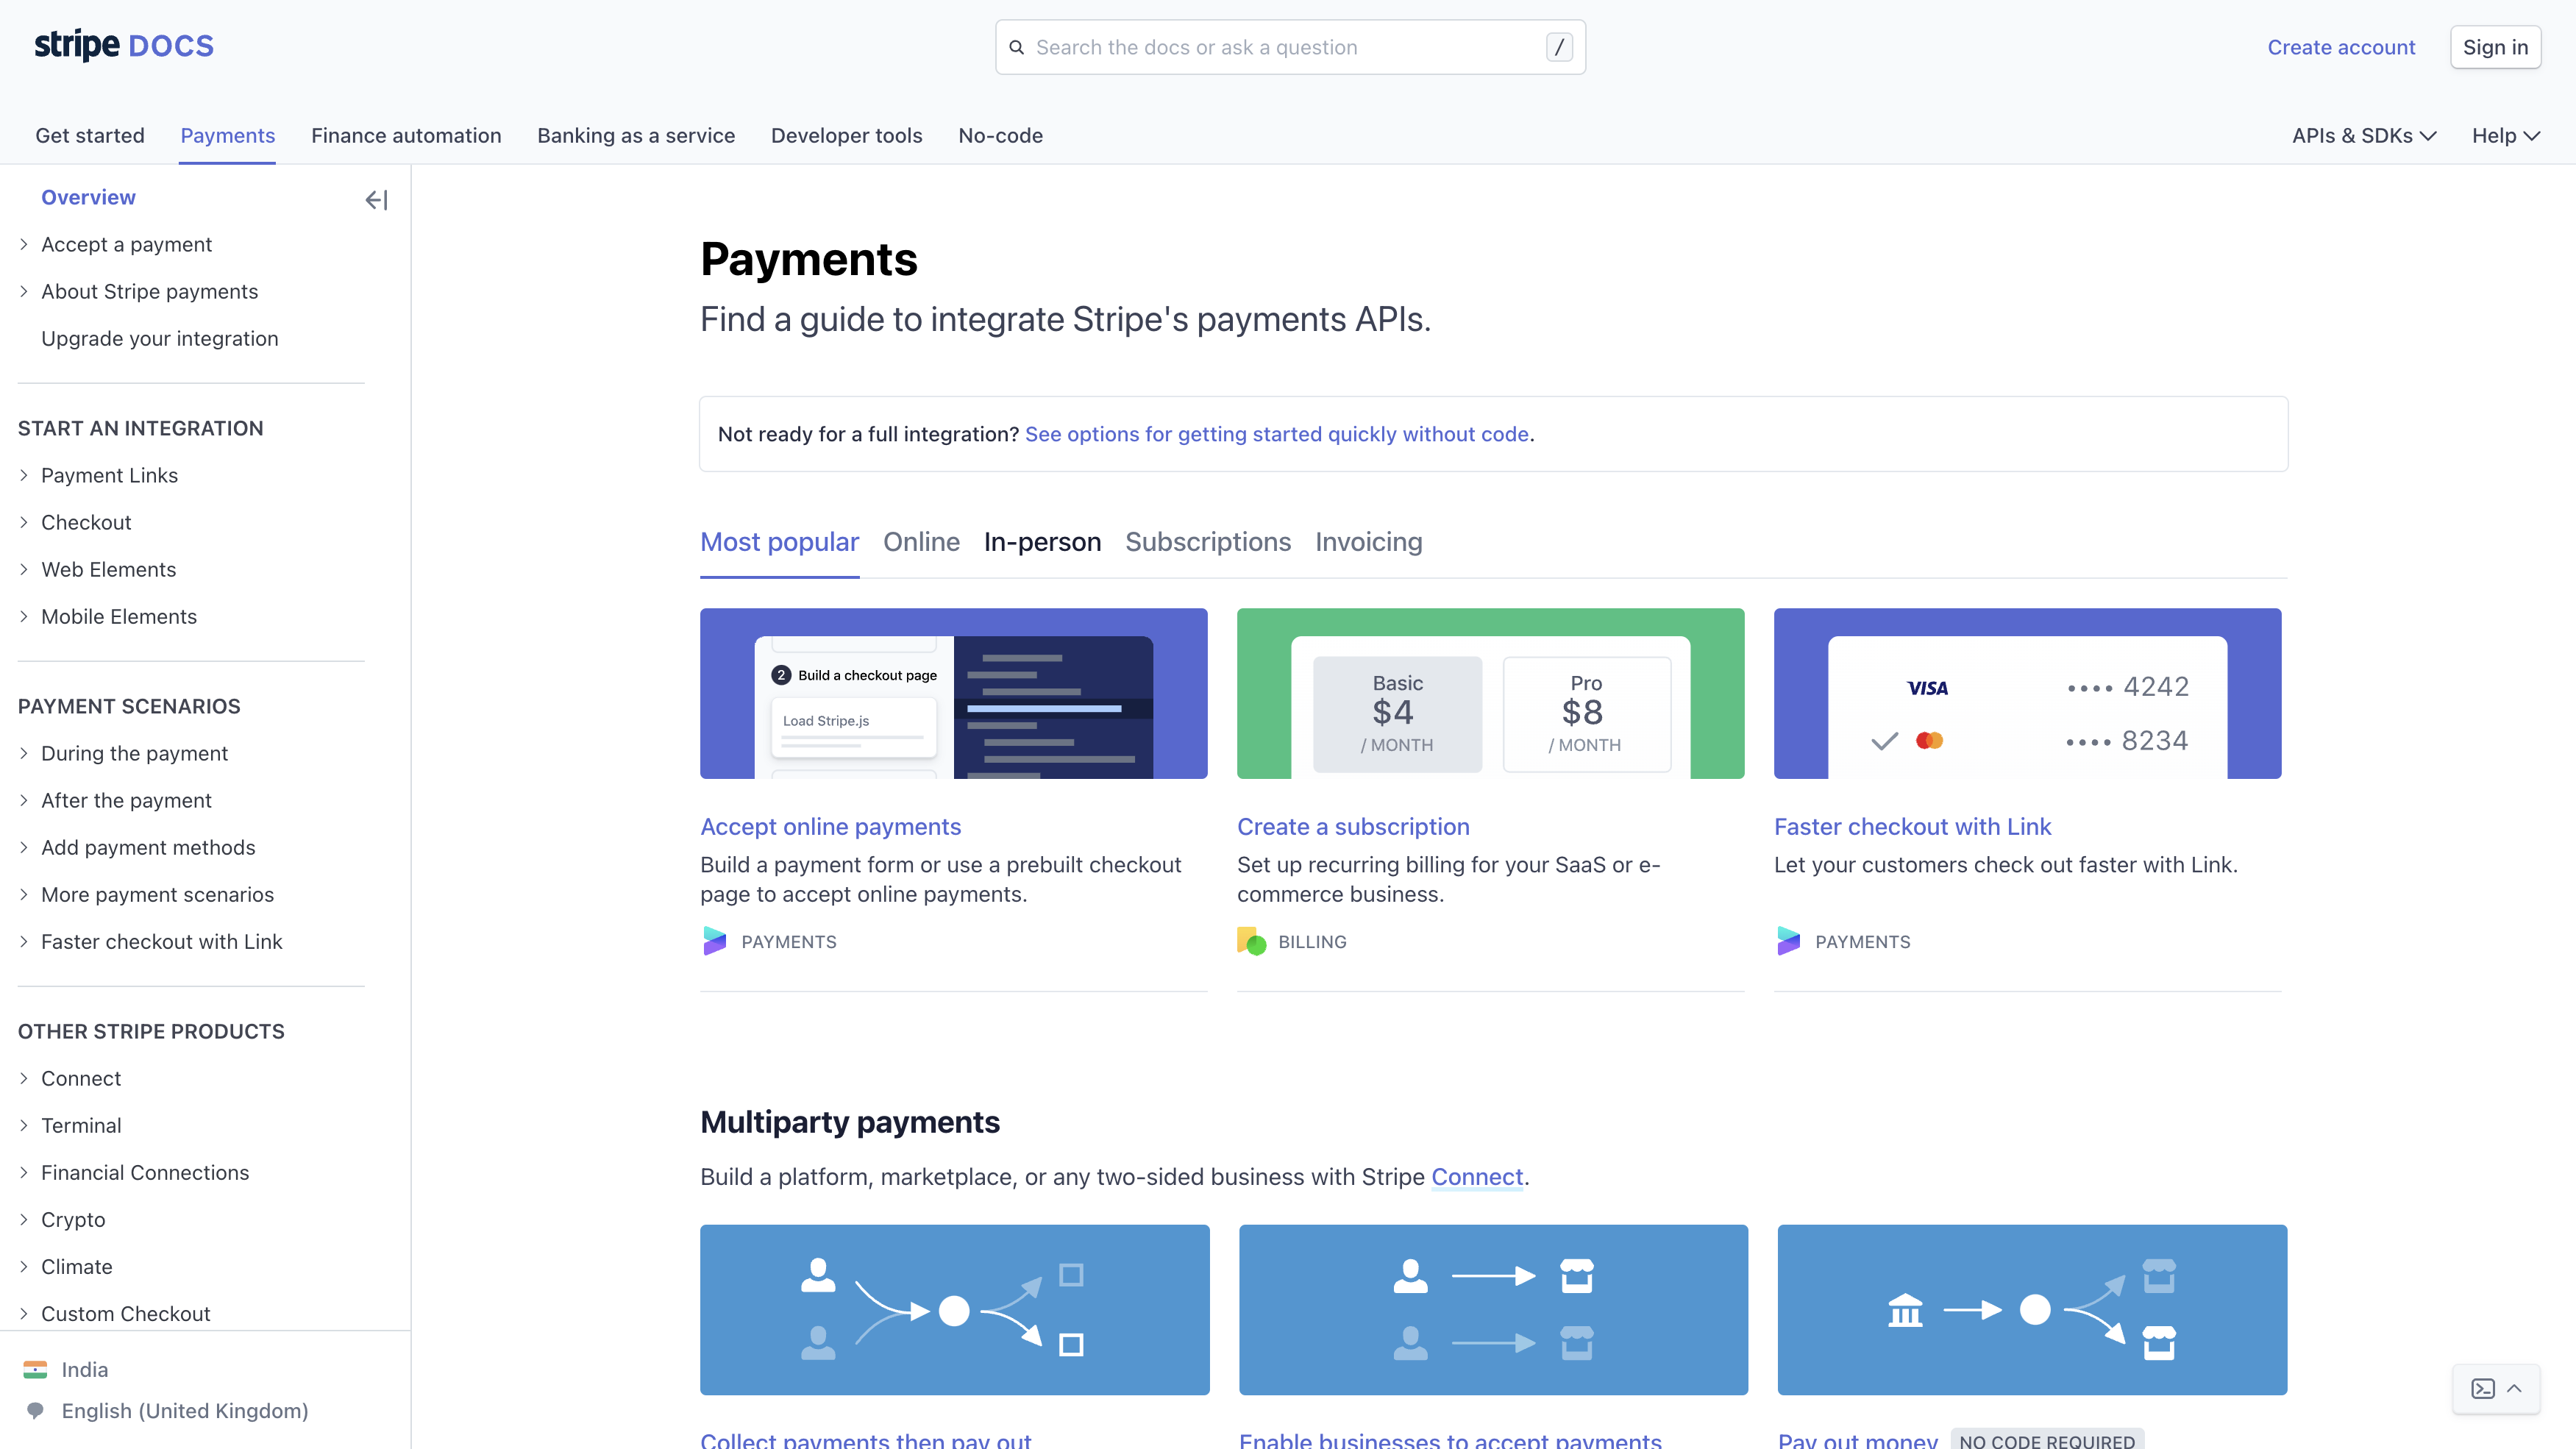 stripe DOCS
Search the docs or ask a question
/
Create account
Sign in
Get started
Payments
Finance automation
Banking as a service
Developer tools
No-code
APIs & SDKs
Help
Overview
Accept a payment
About Stripe payments
Upgrade your integration
START AN INTEGRATION
Payment Links
Checkout
Web Elements
Mobile Elements
PAYMENT SCENARIOS
During the payment
After the payment
Add payment methods
More payment scenarios
Faster checkout with Link
OTHER STRIPE PRODUCTS
Connect
Terminal
Financial Connections
Crypto
Climate
Custom Checkout
India
English (United Kingdom)
Payments
Find a guide to integrate Stripe's payments APIs.
Not ready for a full integration? See options for getting started quickly without code.
Most popular
Online
In-person
Subscriptions
Invoicing
2 Build a checkout page
Load Stripe.js
Accept online payments
Build a payment form or use a prebuilt checkout
page to accept online payments.
PAYMENTS
Basic
$4
/ MONTH
Pro
$8
/ MONTH
Create a subscription
Set up recurring billing for your SaaS or e-
commerce business.
BILLING
VISA
•••• 4242
•••• 8234
Faster checkout with Link
Let your customers check out faster with Link.
PAYMENTS
Multiparty payments
Build a platform, marketplace, or any two-sided business with Stripe Connect.
Collect payments then pay out
Enable businesses to accept payments
Pay out money
NO CODE REQUIRED